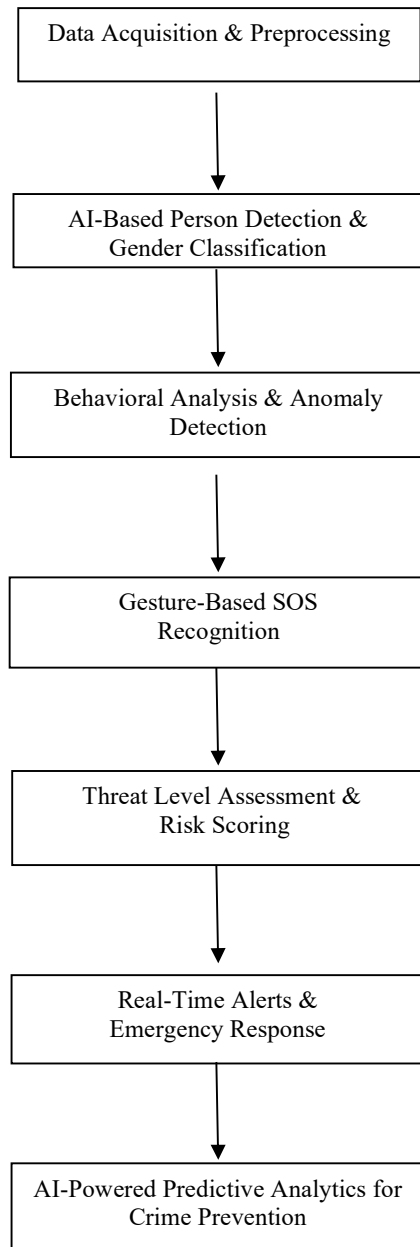 Data Acquisition & Preprocessing
AI-Based Person Detection &
Gender Classification
Behavioral Analysis & Anomaly
Detection
Gesture-Based SOS
Recognition
Threat Level Assessment &
Risk Scoring
Real-Time Alerts &
Emergency Response
AI-Powered Predictive Analytics for
Crime Prevention